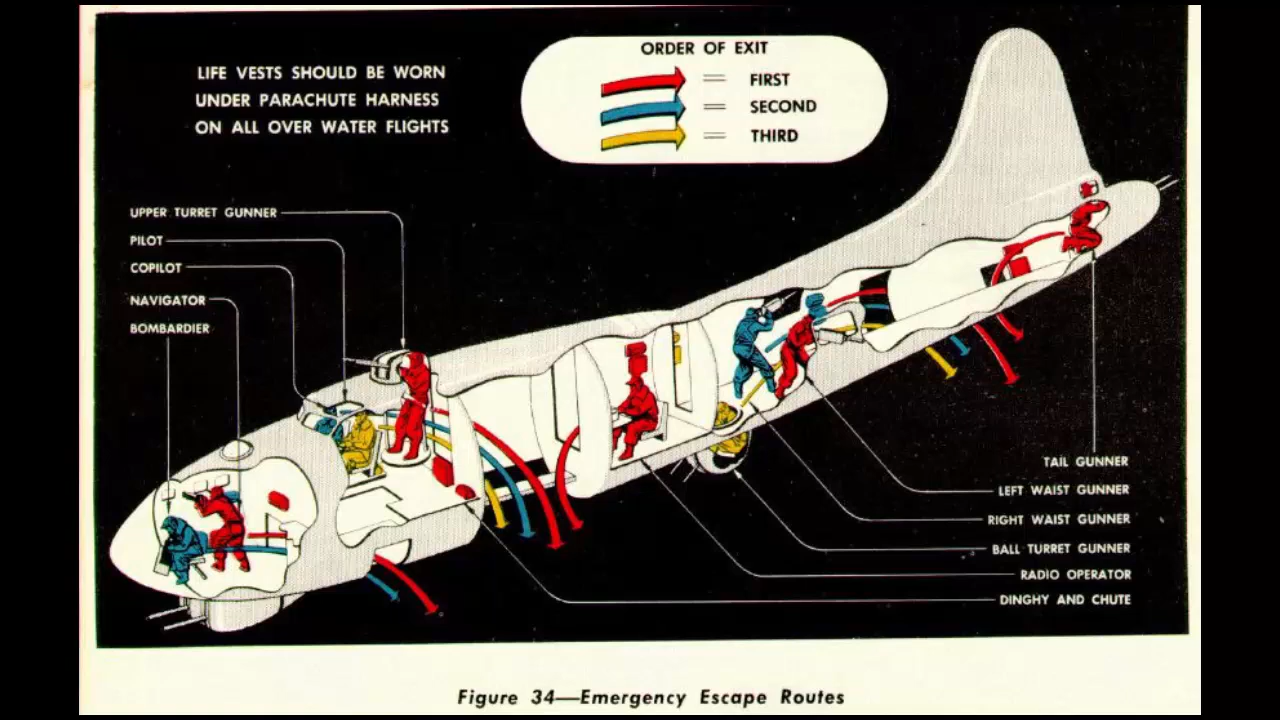 LIFE VESTS SHOULD BE WORN
UNDER PARACHUTE HARNESS
ON ALL OVER WATER FLIGHTS
ORDER OF EXIT
= FIRST
= SECOND
= THIRD
UPPER TURRET GUNNER
PILOT
COPILOT
NAVIGATOR
BOMBARDIER
TAIL GUNNER
LEFT WAIST GUNNER
RIGHT WAIST GUNNER
BALL TURRET GUNNER
RADIO OPERATOR
DINGHY AND CHUTE
Figure 34—Emergency Escape Routes